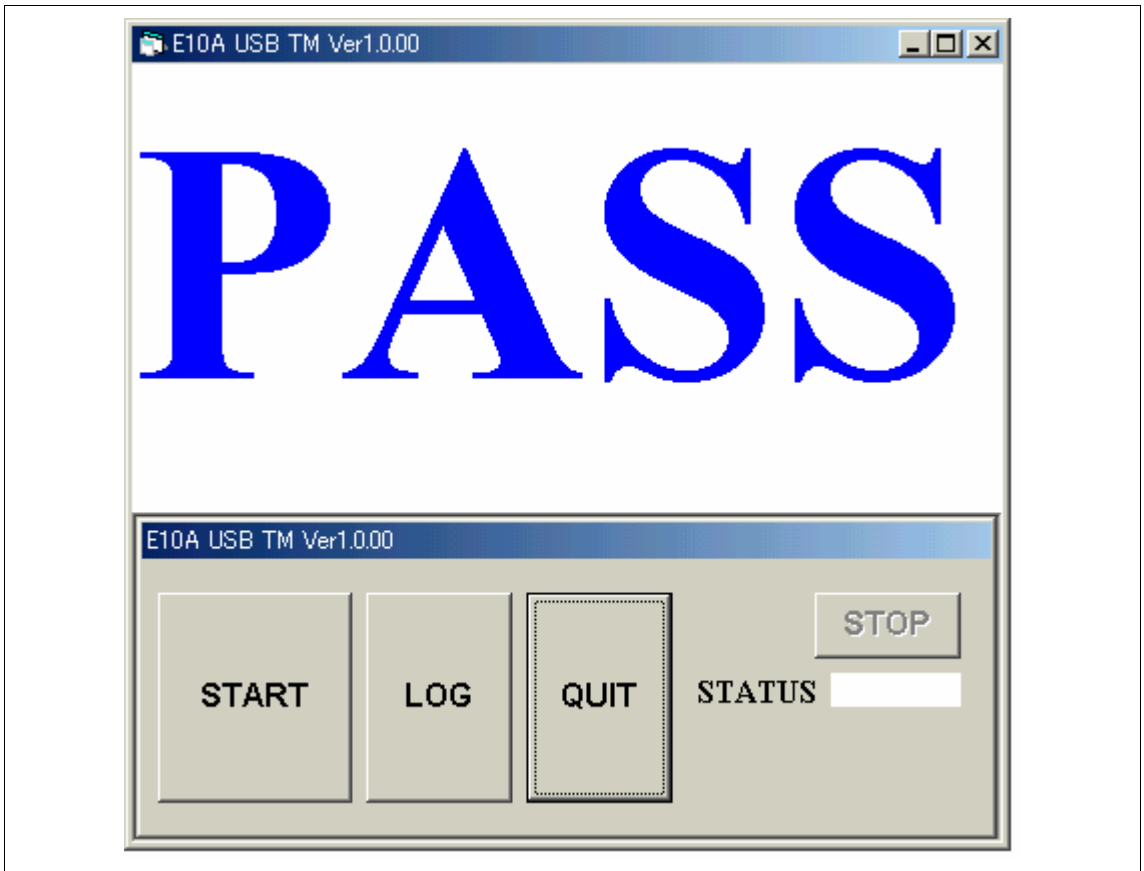 E10A USB TM Ver1.0.00
PASS
E10A USB TM Ver1.0.00
STOP
START LOG QUIT STATUS